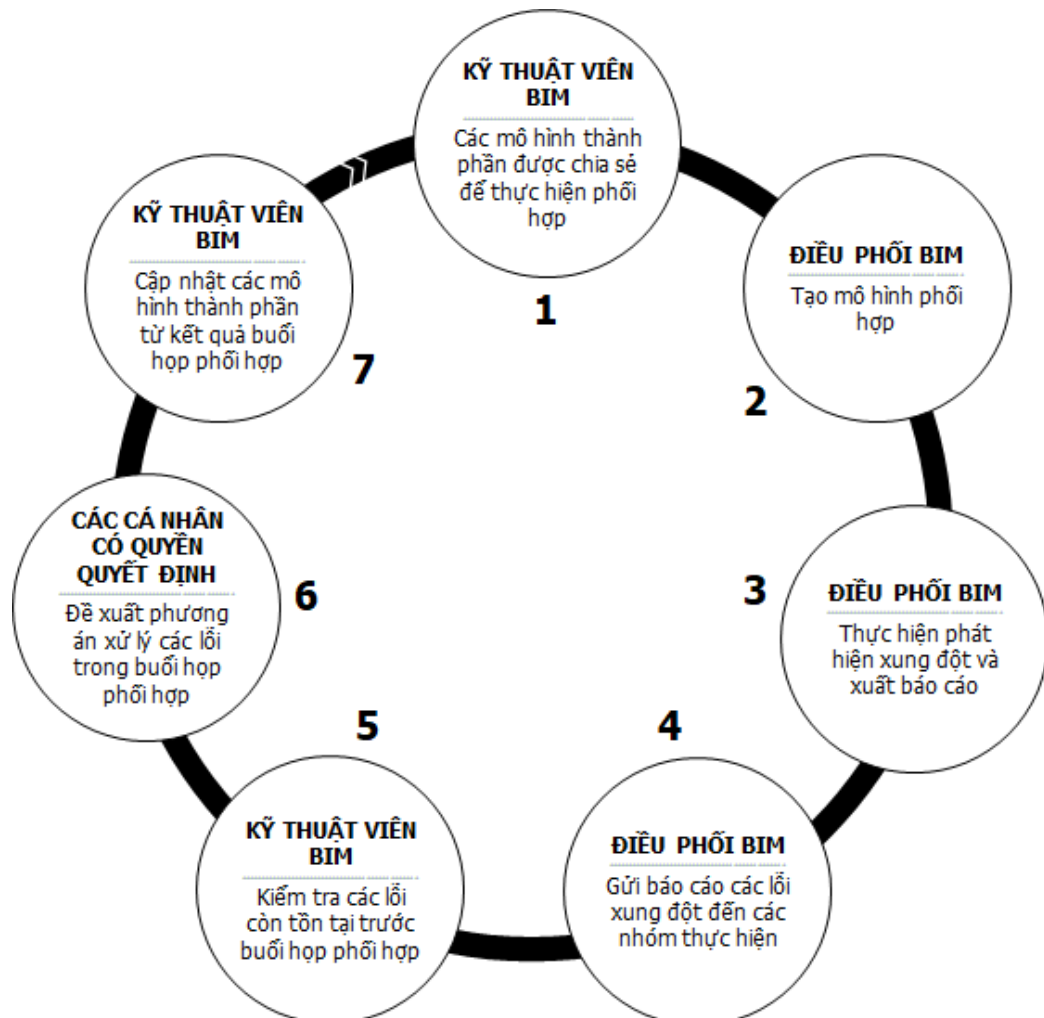 KỸ THUẬT VIÊN
BIM
Các mô hình thành
phần được chia sẻ
để thực hiện phối
hợp
1
ĐIỀU PHỐI BIM
Tạo mô hình phối
hợp
2
ĐIỀU PHỐI BIM
Thực hiện phát
hiện xung đột và
xuất báo cáo
3
ĐIỀU PHỐI BIM
Gửi báo cáo các lỗi
xung đột đến các
nhóm thực hiện
4
KỸ THUẬT VIÊN
BIM
Kiểm tra các lỗi
còn tồn tại trước
buổi họp phối hợp
5
CÁC CÁ NHÂN
CÓ QUYỀN
QUYẾT ĐỊNH
Đề xuất phương
án xử lý các lỗi
trong buổi họp
phối hợp
6
KỸ THUẬT VIÊN
BIM
Cập nhật các mô
hình thành phần
từ kết quả buổi
họp phối hợp
7